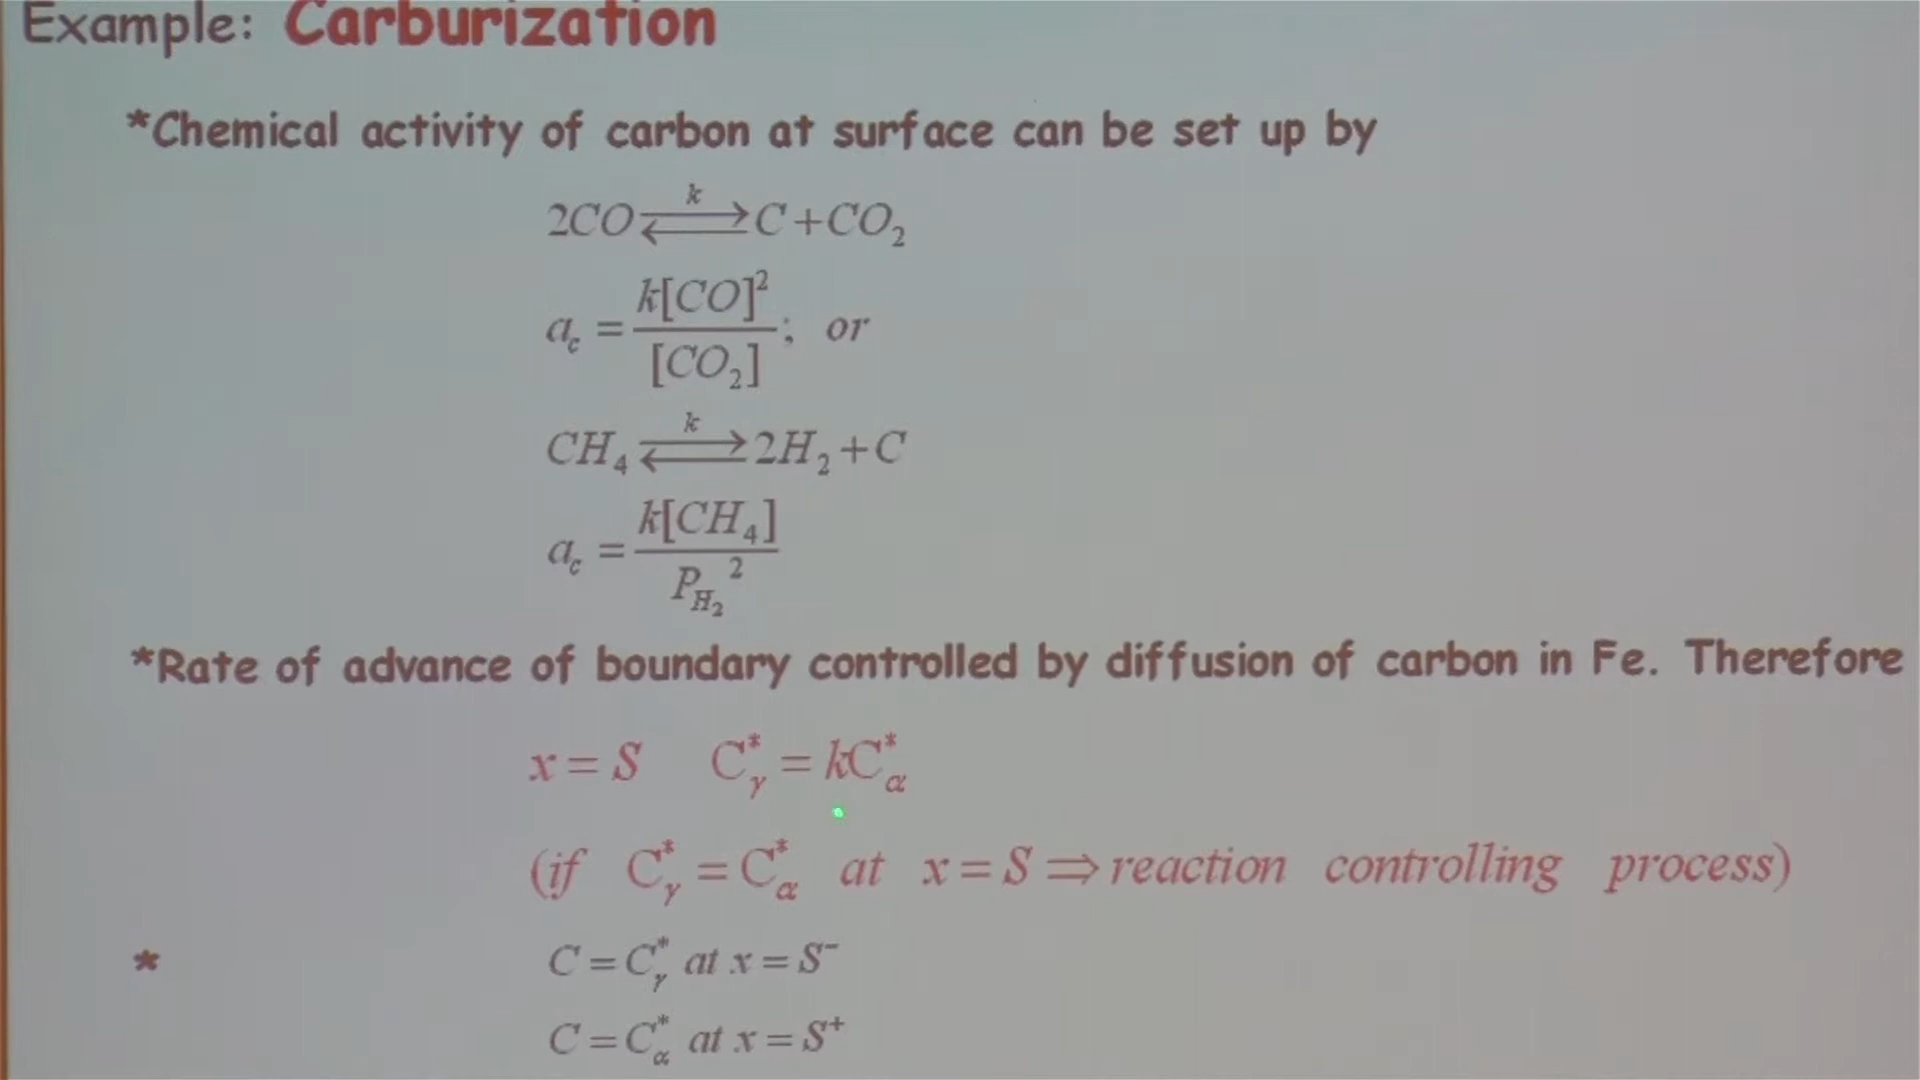 Example: Carburization
*Chemical activity of carbon at surface can be set up by
2CO ⇌ᵏ C+CO₂
a_c = k[CO]² / [CO₂] ; or
CH₄ ⇌ᵏ 2H₂+C
a_c = k[CH₄] / P_H₂²
*Rate of advance of boundary controlled by diffusion of carbon in Fe. Therefore
x = S C*_γ = kC*_α
(if C*_γ = C*_α at x = S ⇒ reaction controlling process)
* C = C*_γ at x = S⁻
C = C*_α at x = S⁺